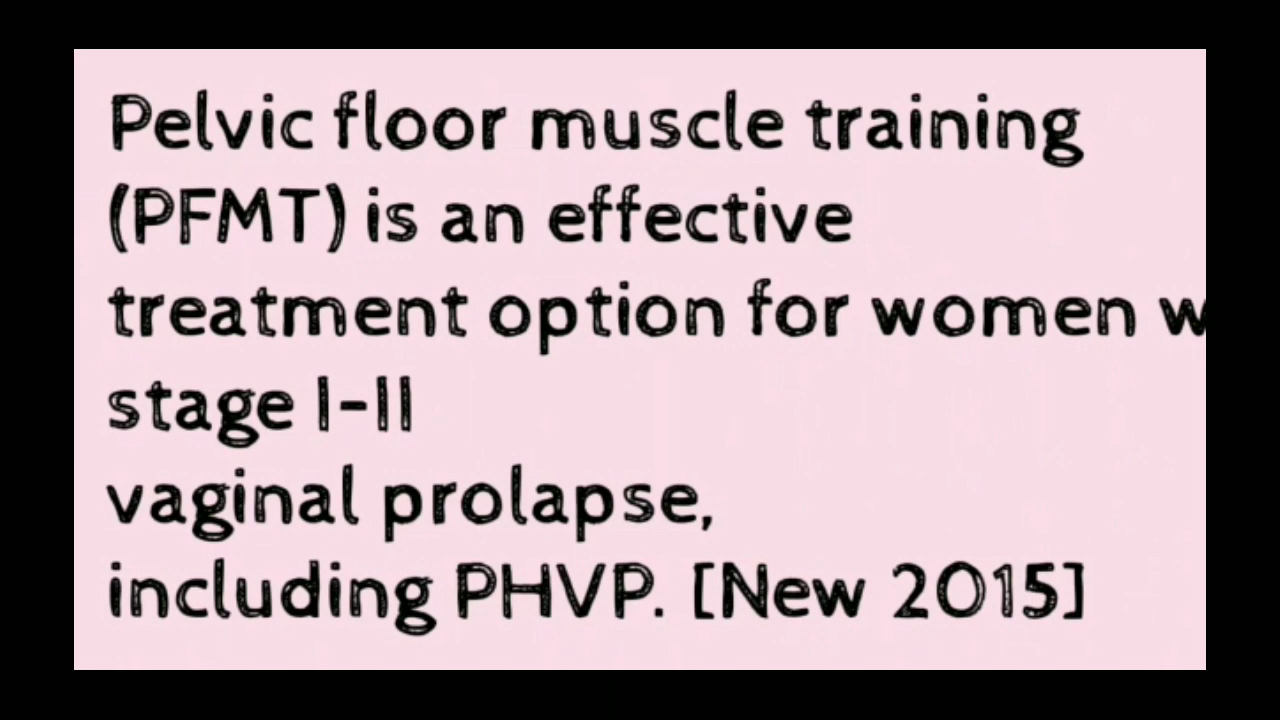 Pelvic floor muscle training
(PFMT) is an effective
treatment option for women w
stage I-II
vaginal prolapse,
including PHVP. [New 2015]